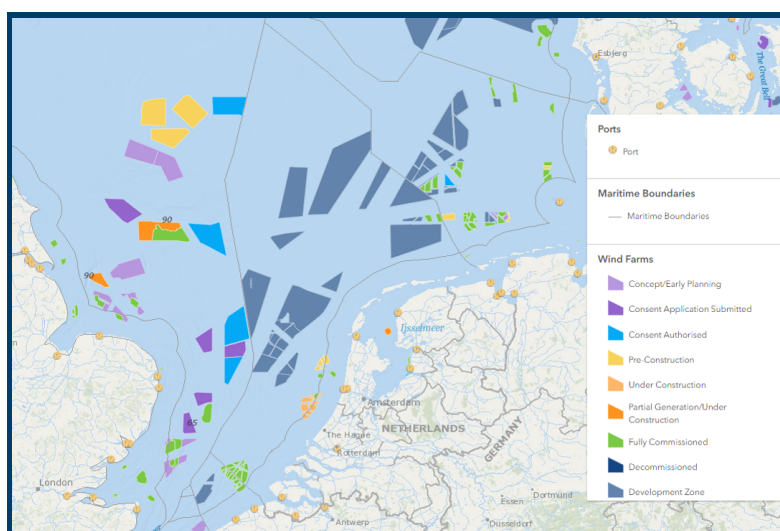 Esbjerg
The Great Belt
Ports
Port
Maritime Boundaries
Maritime Boundaries
Wind Farms
Concept/Early Planning
Consent Application Submitted
Consent Authorised
Pre-Construction
Under Construction
Partial Generation/Under
Construction
Fully Commissioned
Decommissioned
Development Zone
90
90
Ijsselmeer
Amsterdam
65
NETHERLANDS
The Hague
GERMANY
Rotterdam
London
Essen
Dortmund
Antwerp
Düsseldorf